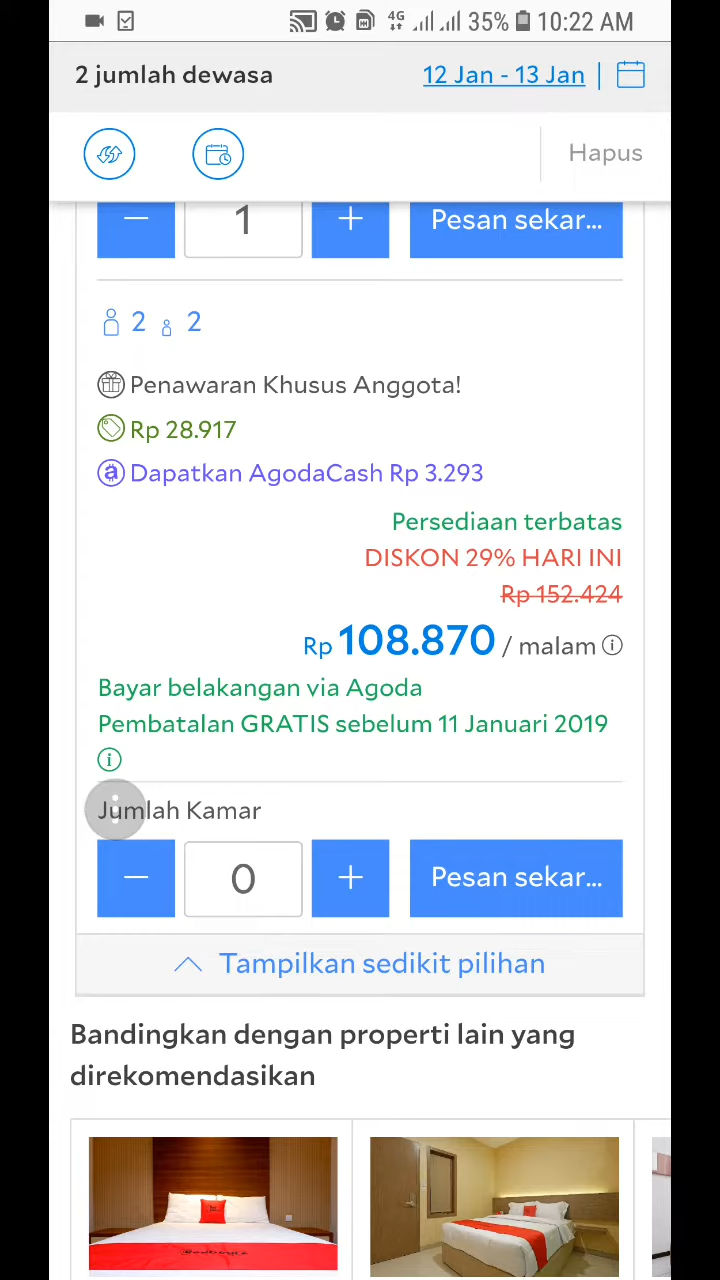 4G 35% 10:22 AM
2 jumlah dewasa 12 Jan - 13 Jan
Hapus
1 Pesan sekar...
2 2
Penawaran Khusus Anggota!
Rp 28.917
Dapatkan AgodaCash Rp 3.293
Persediaan terbatas
DISKON 29% HARI INI
Rp 152.424
Rp 108.870 / malam
Bayar belakangan via Agoda
Pembatalan GRATIS sebelum 11 Januari 2019
Jumlah Kamar
0 Pesan sekar...
Tampilkan sedikit pilihan
Bandingkan dengan properti lain yang
direkomendasikan